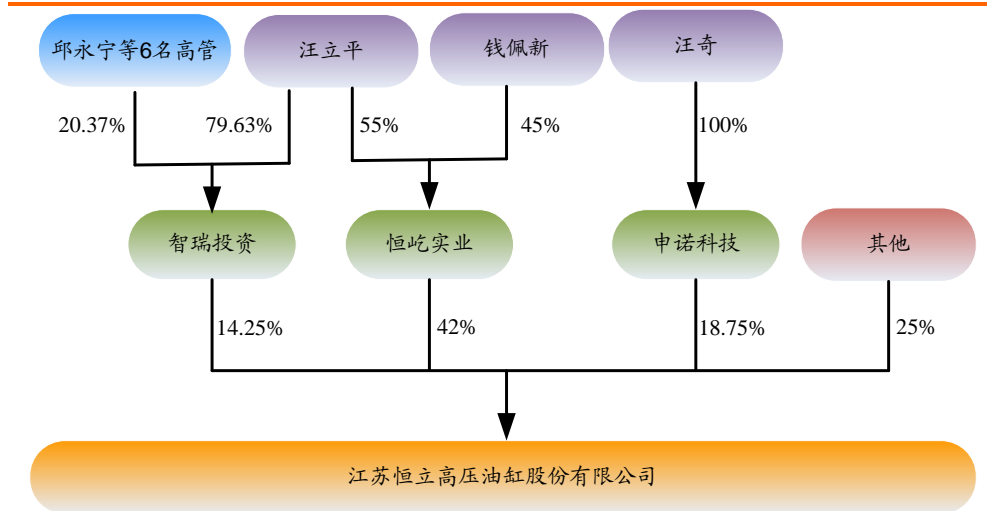 邱永宁等6名高管
汪立平
钱佩新
汪奇
20.37%
79.63%
55%
45%
100%
智瑞投资
恒屹实业
申诺科技
其他
14.25%
42%
18.75%
25%
江苏恒立高压油缸股份有限公司